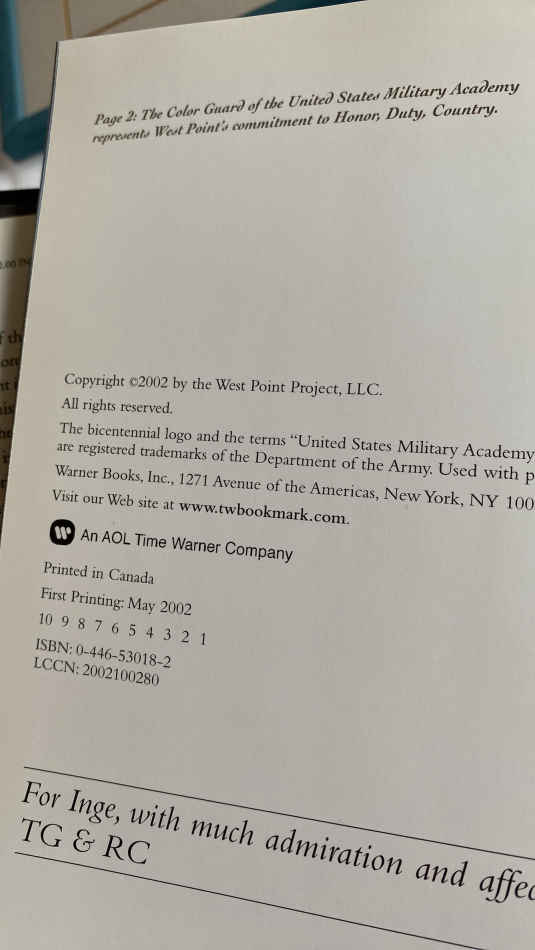 Page 2: The Color Guard of the United States Military Academy
represents West Point's commitment to Honor, Duty, Country.
Copyright ©2002 by the West Point Project, LLC.
All rights reserved.
The bicentennial logo and the terms “United States Military Academy
are registered trademarks of the Department of the Army. Used with p
Warner Books, Inc., 1271 Avenue of the Americas, New York, NY 100
Visit our Web site at www.twbookmark.com.
An AOL Time Warner Company
Printed in Canada
First Printing: May 2002
10 9 8 7 6 5 4 3 2 1
ISBN: 0-446-53018-2
LCCN: 2002100280
For Inge, with much admiration and affec
TG & RC